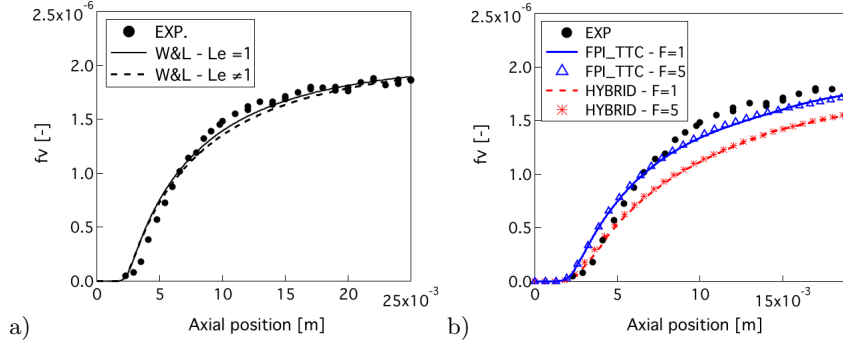 2.5x10⁻⁶
EXP.
W&L - Le =1
W&L - Le ≠1
2.0
1.5
1.0
0.5
0.0
fv [-]
0
5
10
15
20
25x10⁻³
Axial position [m]
a)
2.5x10⁻⁶
EXP
FPI_TTC - F=1
FPI_TTC - F=5
HYBRID - F=1
HYBRID - F=5
2.0
1.5
1.0
0.5
0.0
fv [-]
0
5
10
15x10⁻³
Axial position [m]
b)